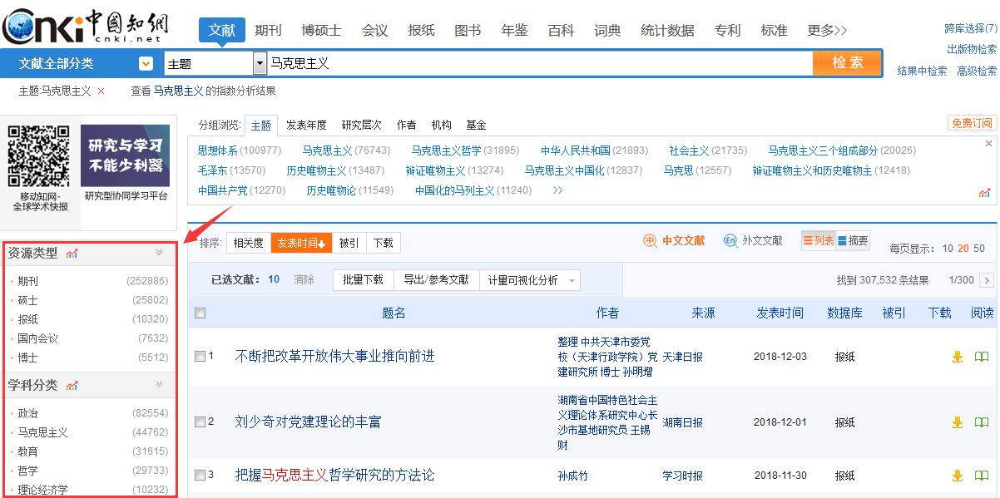 Cnki中國知網
cnki.net
文献 期刊 博硕士 会议 报纸 图书 年鉴 百科 词典 统计数据 专利 标准 更多>>
跨库选择(7)
出版物检索
文献全部分类 主题 马克思主义 检索
结果中检索 高级检索
主题:马克思主义 × 查看 马克思主义 的指数分析结果
研究与学习
不能少利器
移动知网-
全球学术快报
研究型协同学习平台
分组浏览: 主题 发表年度 研究层次 作者 机构 基金 免费订阅
思想体系(100977) 马克思主义(76743) 马克思主义哲学(31895) 中华人民共和国(21893) 社会主义(21735) 马克思主义三个组成部分(20026)
毛泽东(13570) 历史唯物主义(13487) 辩证唯物主义(13274) 马克思主义中国化(12837) 马克思(12557) 辩证唯物主义和历史唯物主(12418)
中国共产党(12270) 历史唯物论(11549) 中国化的马列主义(11240) >>
资源类型
期刊 (252886)
硕士 (25802)
报纸 (10320)
国内会议 (7632)
博士 (5512)
学科分类
政治 (82554)
马克思主义 (44762)
教育 (31615)
哲学 (29733)
理论经济学 (10232)
排序: 相关度 发表时间↓ 被引 下载 中文文献 En 外文文献 列表 摘要 每页显示: 10 20 50
已选文献: 10 清除 批量下载 导出/参考文献 计量可视化分析 找到 307,532 条结果 1/300 >
题名 作者 来源 发表时间 数据库 被引 下载 阅读
1 不断把改革开放伟大事业推向前进
整理 中共天津市委党
校（天津行政学院）党
建研究所 博士 孙明增
天津日报 2018-12-03 报纸
2 刘少奇对党建理论的丰富
湖南省中国特色社会主
义理论体系研究中心长
沙市基地研究员 王锡
财
湖南日报 2018-12-01 报纸
3 把握马克思主义哲学研究的方法论 孙成竹 学习时报 2018-11-30 报纸